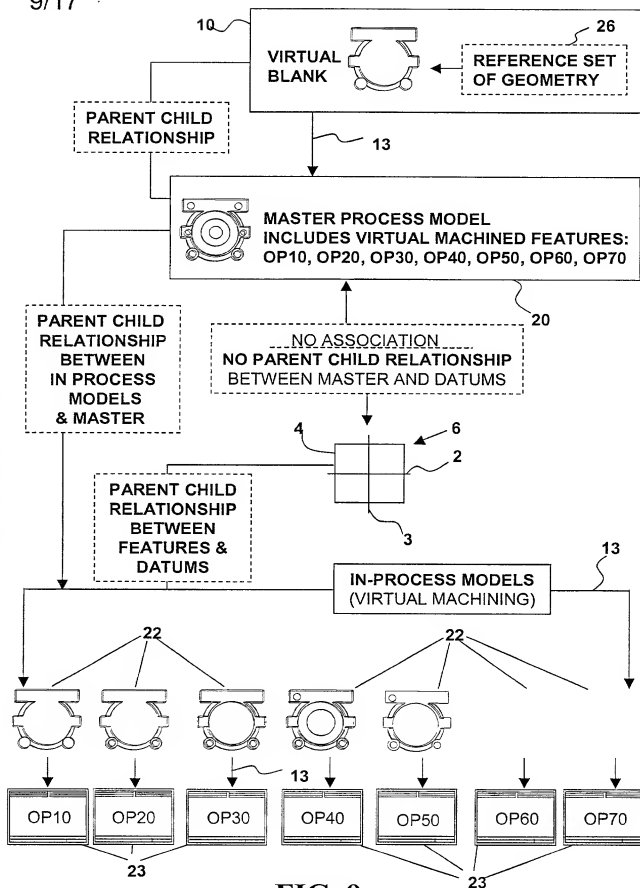 9/17
10
26
VIRTUAL
BLANK
REFERENCE SET
OF GEOMETRY
PARENT CHILD
RELATIONSHIP
13
MASTER PROCESS MODEL
INCLUDES VIRTUAL MACHINED FEATURES:
OP10, OP20, OP30, OP40, OP50, OP60, OP70
20
PARENT CHILD
RELATIONSHIP
BETWEEN
IN PROCESS
MODELS
& MASTER
NO ASSOCIATION
NO PARENT CHILD RELATIONSHIP
BETWEEN MASTER AND DATUMS
4
6
2
3
PARENT CHILD
RELATIONSHIP
BETWEEN
FEATURES &
DATUMS
IN-PROCESS MODELS
(VIRTUAL MACHINING)
13
22
22
13
OP10
OP20
OP30
OP40
OP50
OP60
OP70
23
23